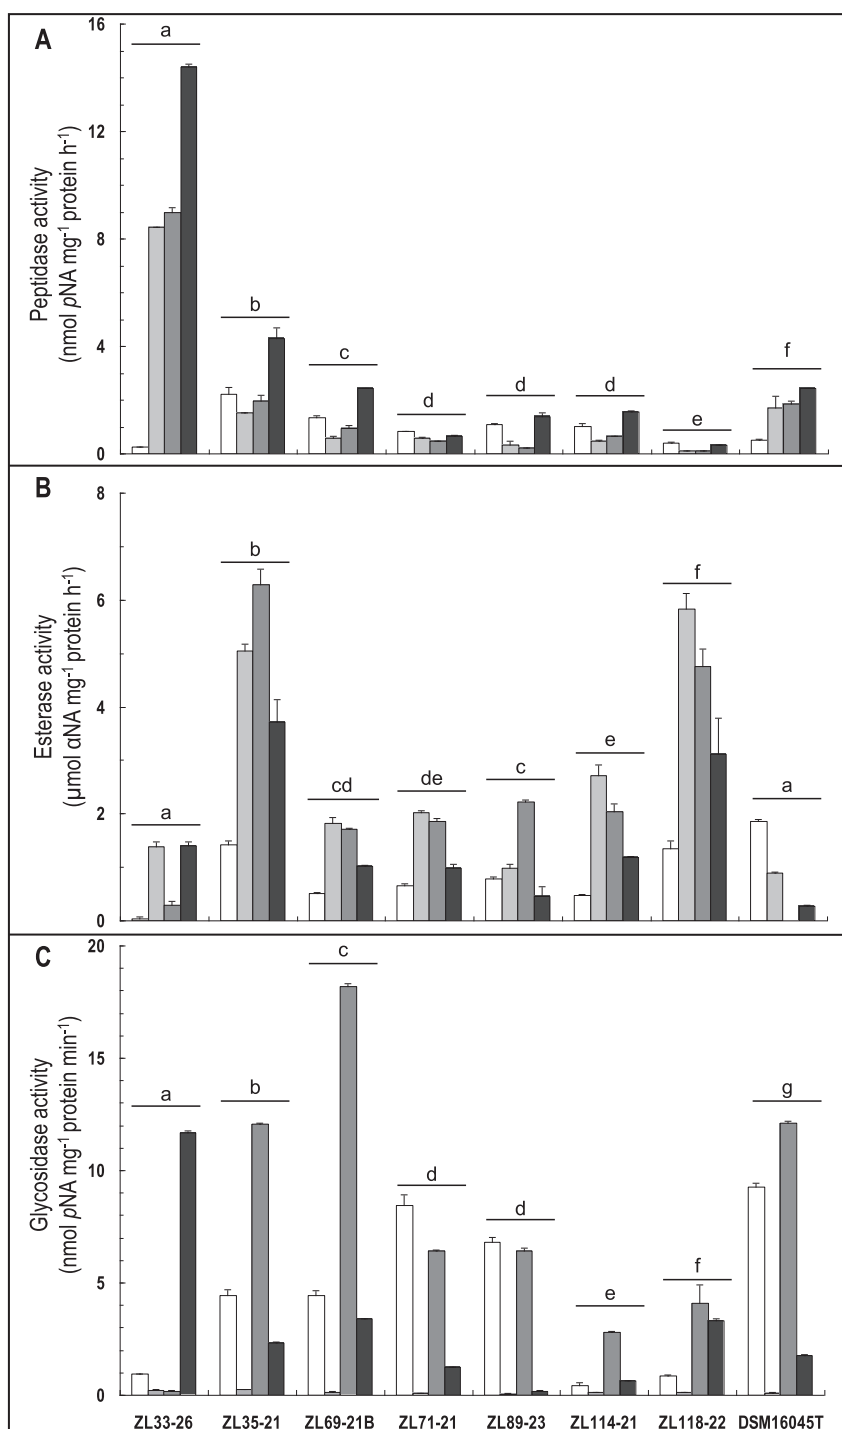 A
Peptidase activity
(nmol pNA mg⁻¹ protein h⁻¹)
16
12
8
4
0
a
b
c
d
d
d
e
f
B
Esterase activity
(µmol αNA mg⁻¹ protein h⁻¹)
8
6
4
2
0
a
b
cd
de
c
e
f
a
C
Glycosidase activity
(nmol pNA mg⁻¹ protein min⁻¹)
20
15
10
5
0
a
b
c
d
d
e
f
g
ZL33-26 ZL35-21 ZL69-21B ZL71-21 ZL89-23 ZL114-21 ZL118-22 DSM16045T